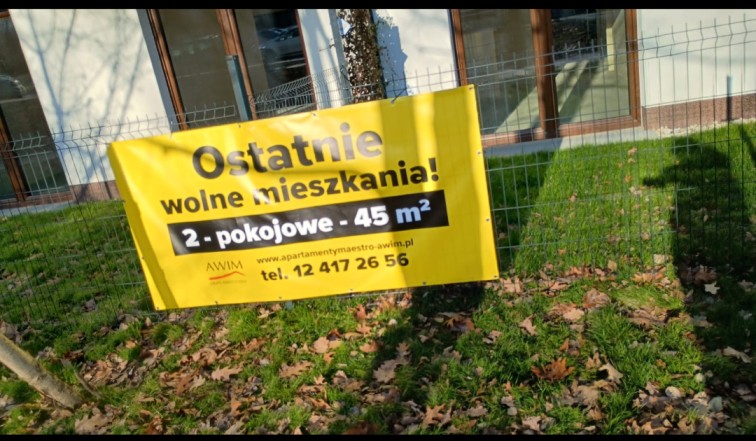 Ostatnie
wolne mieszkania!
2 - pokojowe - 45 m²
www.apartamentymaestro-awim.pl
AWIM
tel. 12 417 26 56